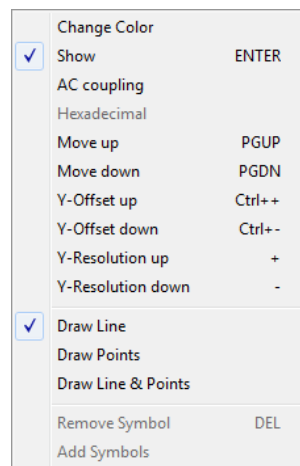 Change Color
Show ENTER
AC coupling
Hexadecimal
Move up PGUP
Move down PGDN
Y-Offset up Ctrl++
Y-Offset down Ctrl+-
Y-Resolution up +
Y-Resolution down -
Draw Line
Draw Points
Draw Line & Points
Remove Symbol DEL
Add Symbols